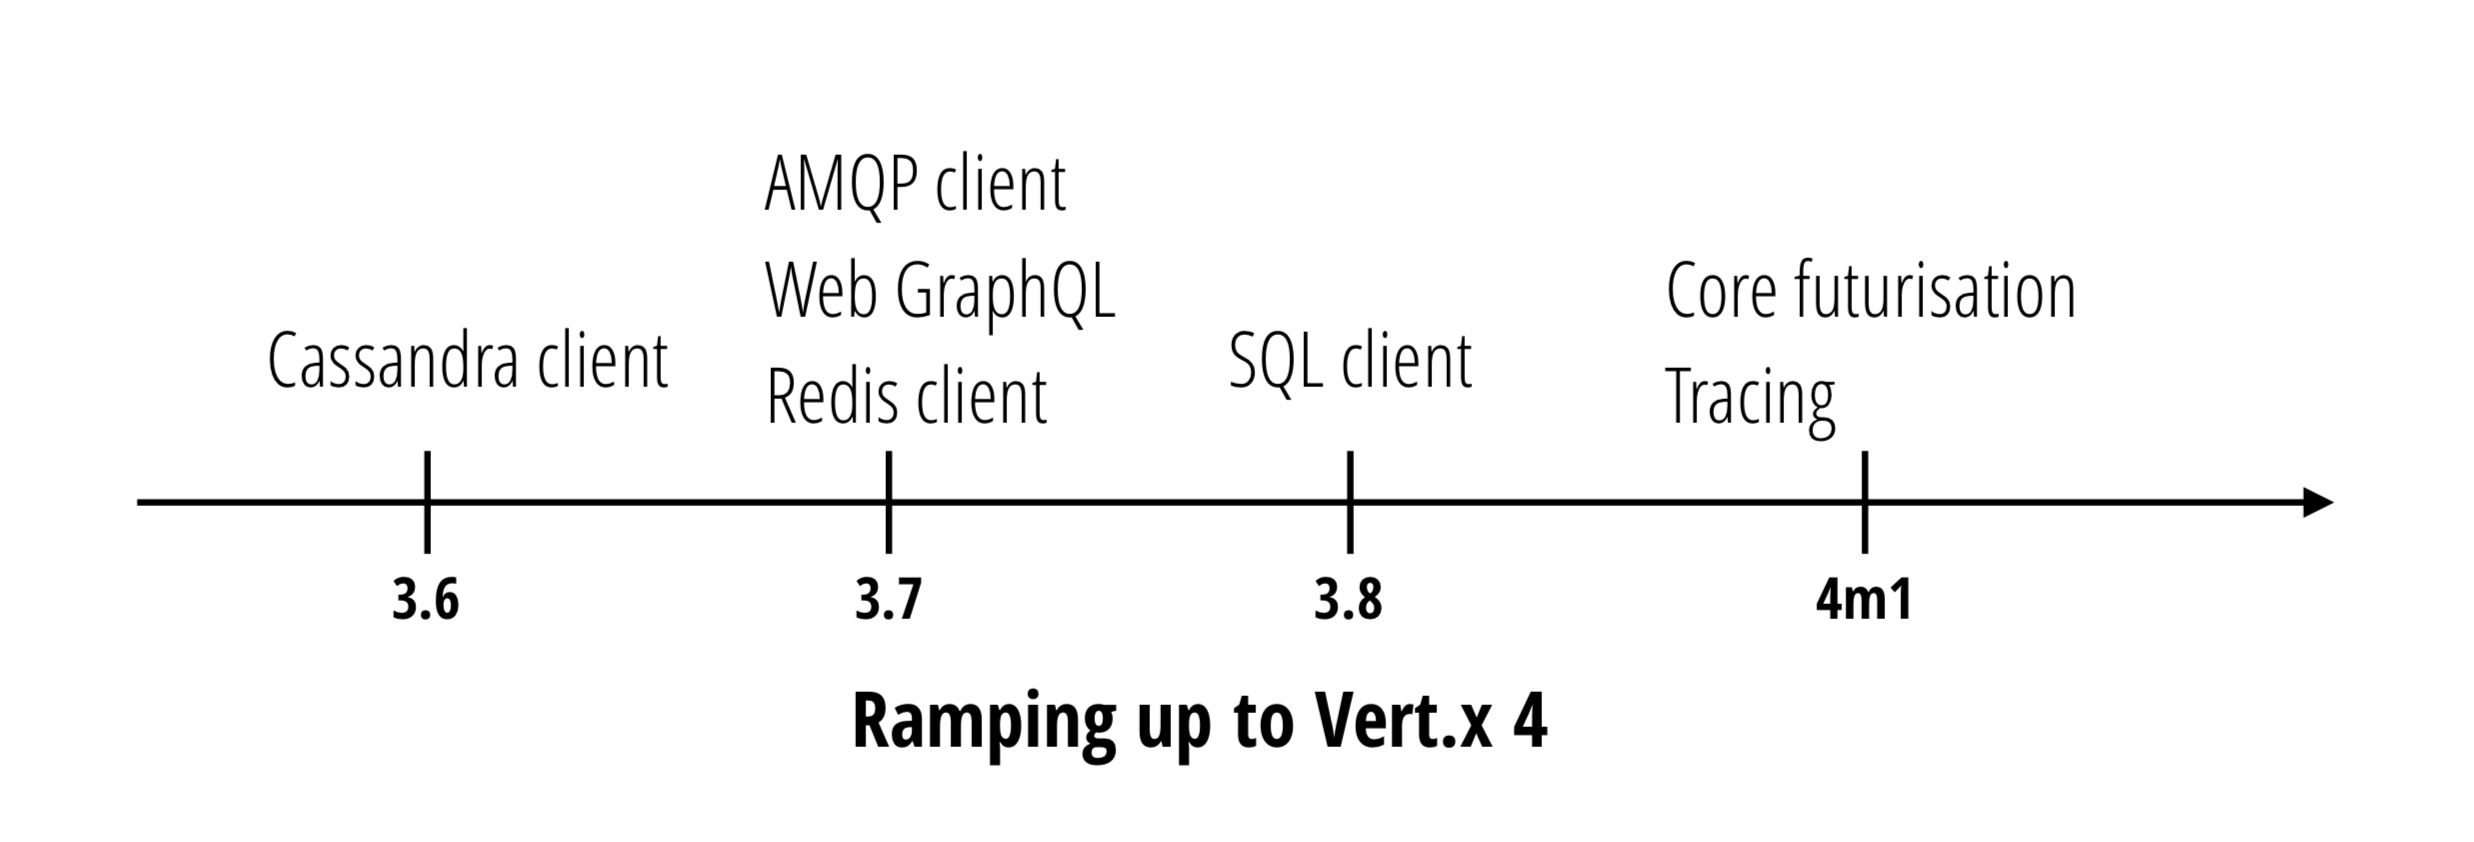 AMQP client
Web GraphQL
Redis client
Cassandra client
SQL client
Core futurisation
Tracing
3.6
3.7
3.8
4m1
Ramping up to Vert.x 4